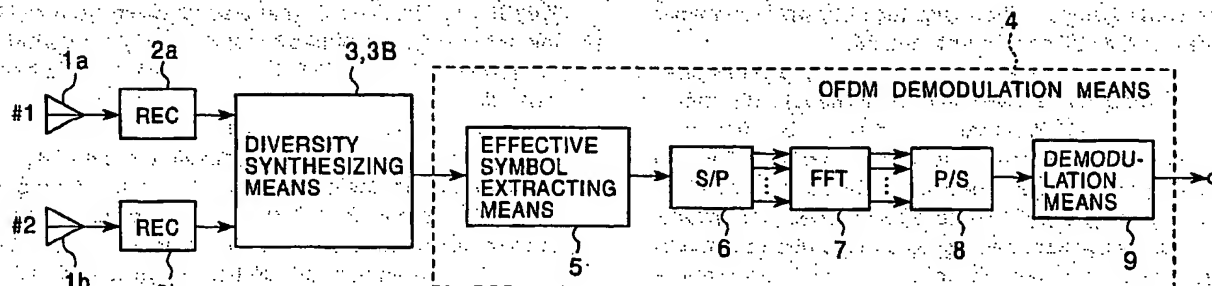 4
1a
2a
3,3B
OFDM DEMODULATION MEANS
#1
REC
DIVERSITY
SYNTHESIZING
MEANS
EFFECTIVE
SYMBOL
EXTRACTING
MEANS
S/P
FFT
P/S
DEMODU-
LATION
MEANS
#2
REC
5
6
7
8
9
1b